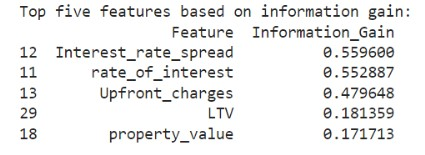 Top five features based on information gain:
Feature Information_Gain
12 Interest_rate_spread 0.559600
11 rate_of_interest 0.552887
13 Upfront_charges 0.479648
29 LTV 0.181359
18 property_value 0.171713